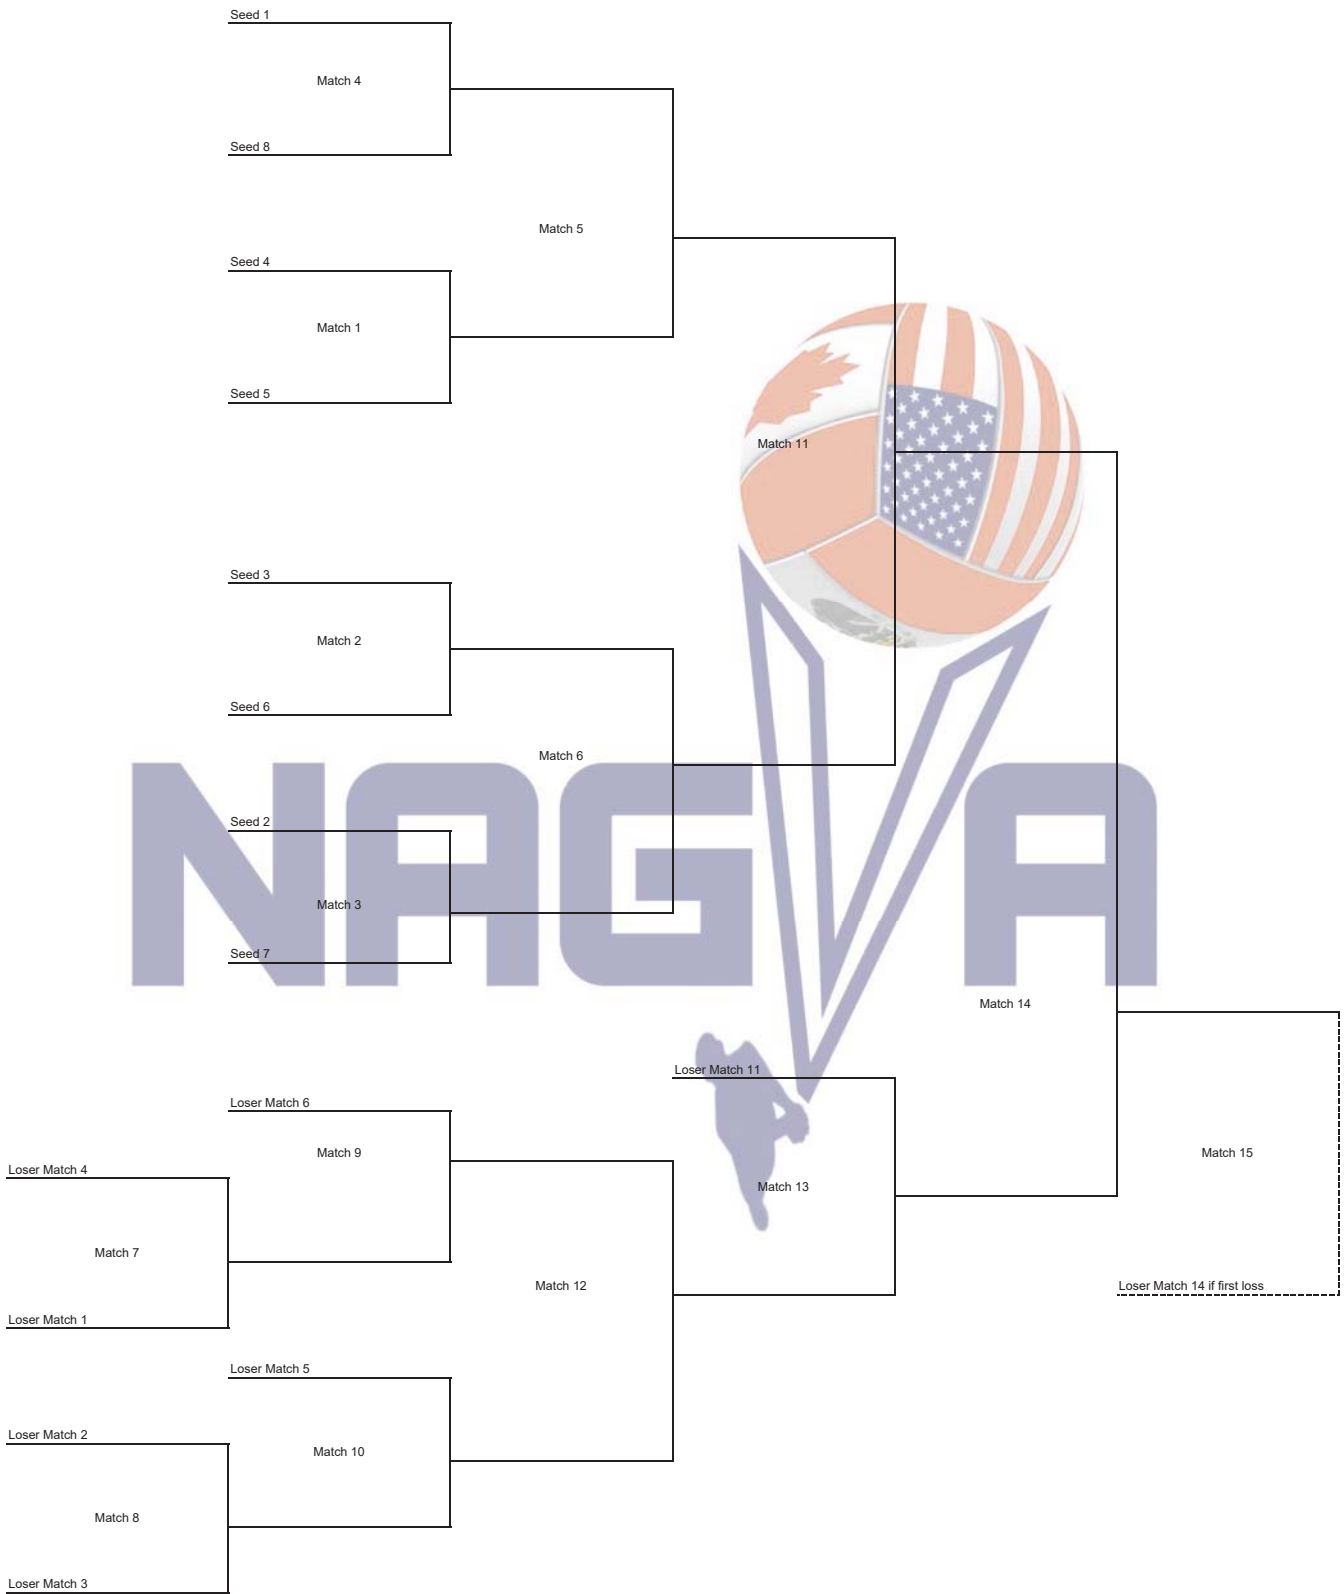 Seed 1
Match 4
Seed 8
Match 5
Seed 4
Match 1
Seed 5
Match 11
Seed 3
Match 2
Seed 6
Match 6
NAGVA
Seed 2
Match 3
Seed 7
Match 14
Loser Match 11
Loser Match 6
Match 9
Match 15
Loser Match 4
Match 13
Match 7
Match 12
Loser Match 14 if first loss
Loser Match 1
Loser Match 5
Loser Match 2
Match 10
Match 8
Loser Match 3